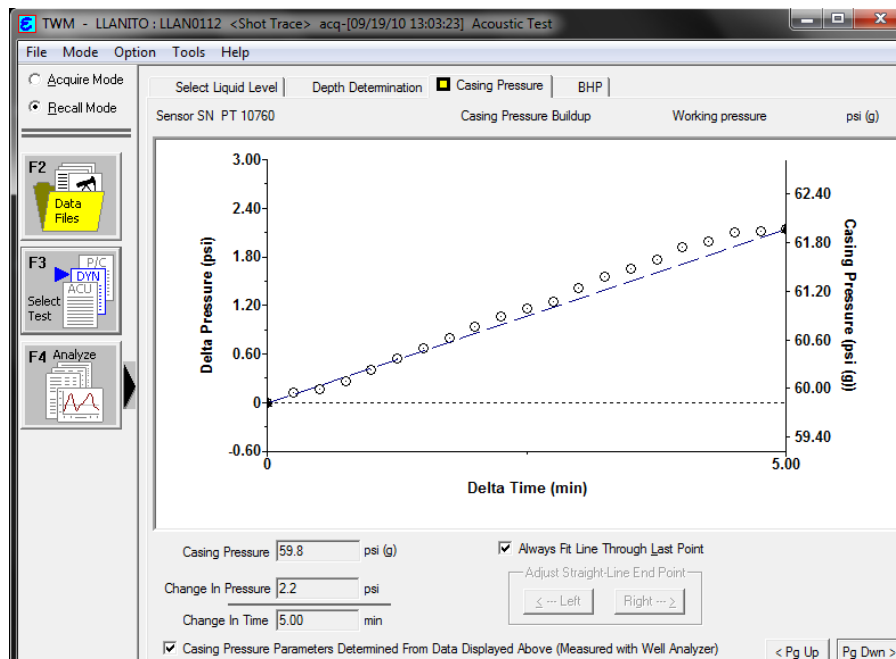 TWM - LLANITO : LLAN0112 <Shot Trace> acq-[09/19/10 13:03:23] Acoustic Test
File Mode Option Tools Help
Acquire Mode
Recall Mode
F2
Data
Files
F3
P/C
DYN
ACU
Select
Test
F4 Analyze
Select Liquid Level
Depth Determination
Casing Pressure
BHP
Sensor SN PT 10760
Casing Pressure Buildup
Working pressure
psi (g)
Delta Pressure (psi)
3.00
2.40
1.80
1.20
0.60
0
-0.60
62.40
61.80
61.20
60.60
60.00
59.40
Casing Pressure (psi (g))
0
5.00
Delta Time (min)
Casing Pressure 59.8 psi (g)
Change In Pressure 2.2 psi
Change In Time 5.00 min
Always Fit Line Through Last Point
Adjust Straight-Line End Point
< --- Left
Right --- >
Casing Pressure Parameters Determined From Data Displayed Above (Measured with Well Analyzer)
< Pg Up
Pg Dwn >